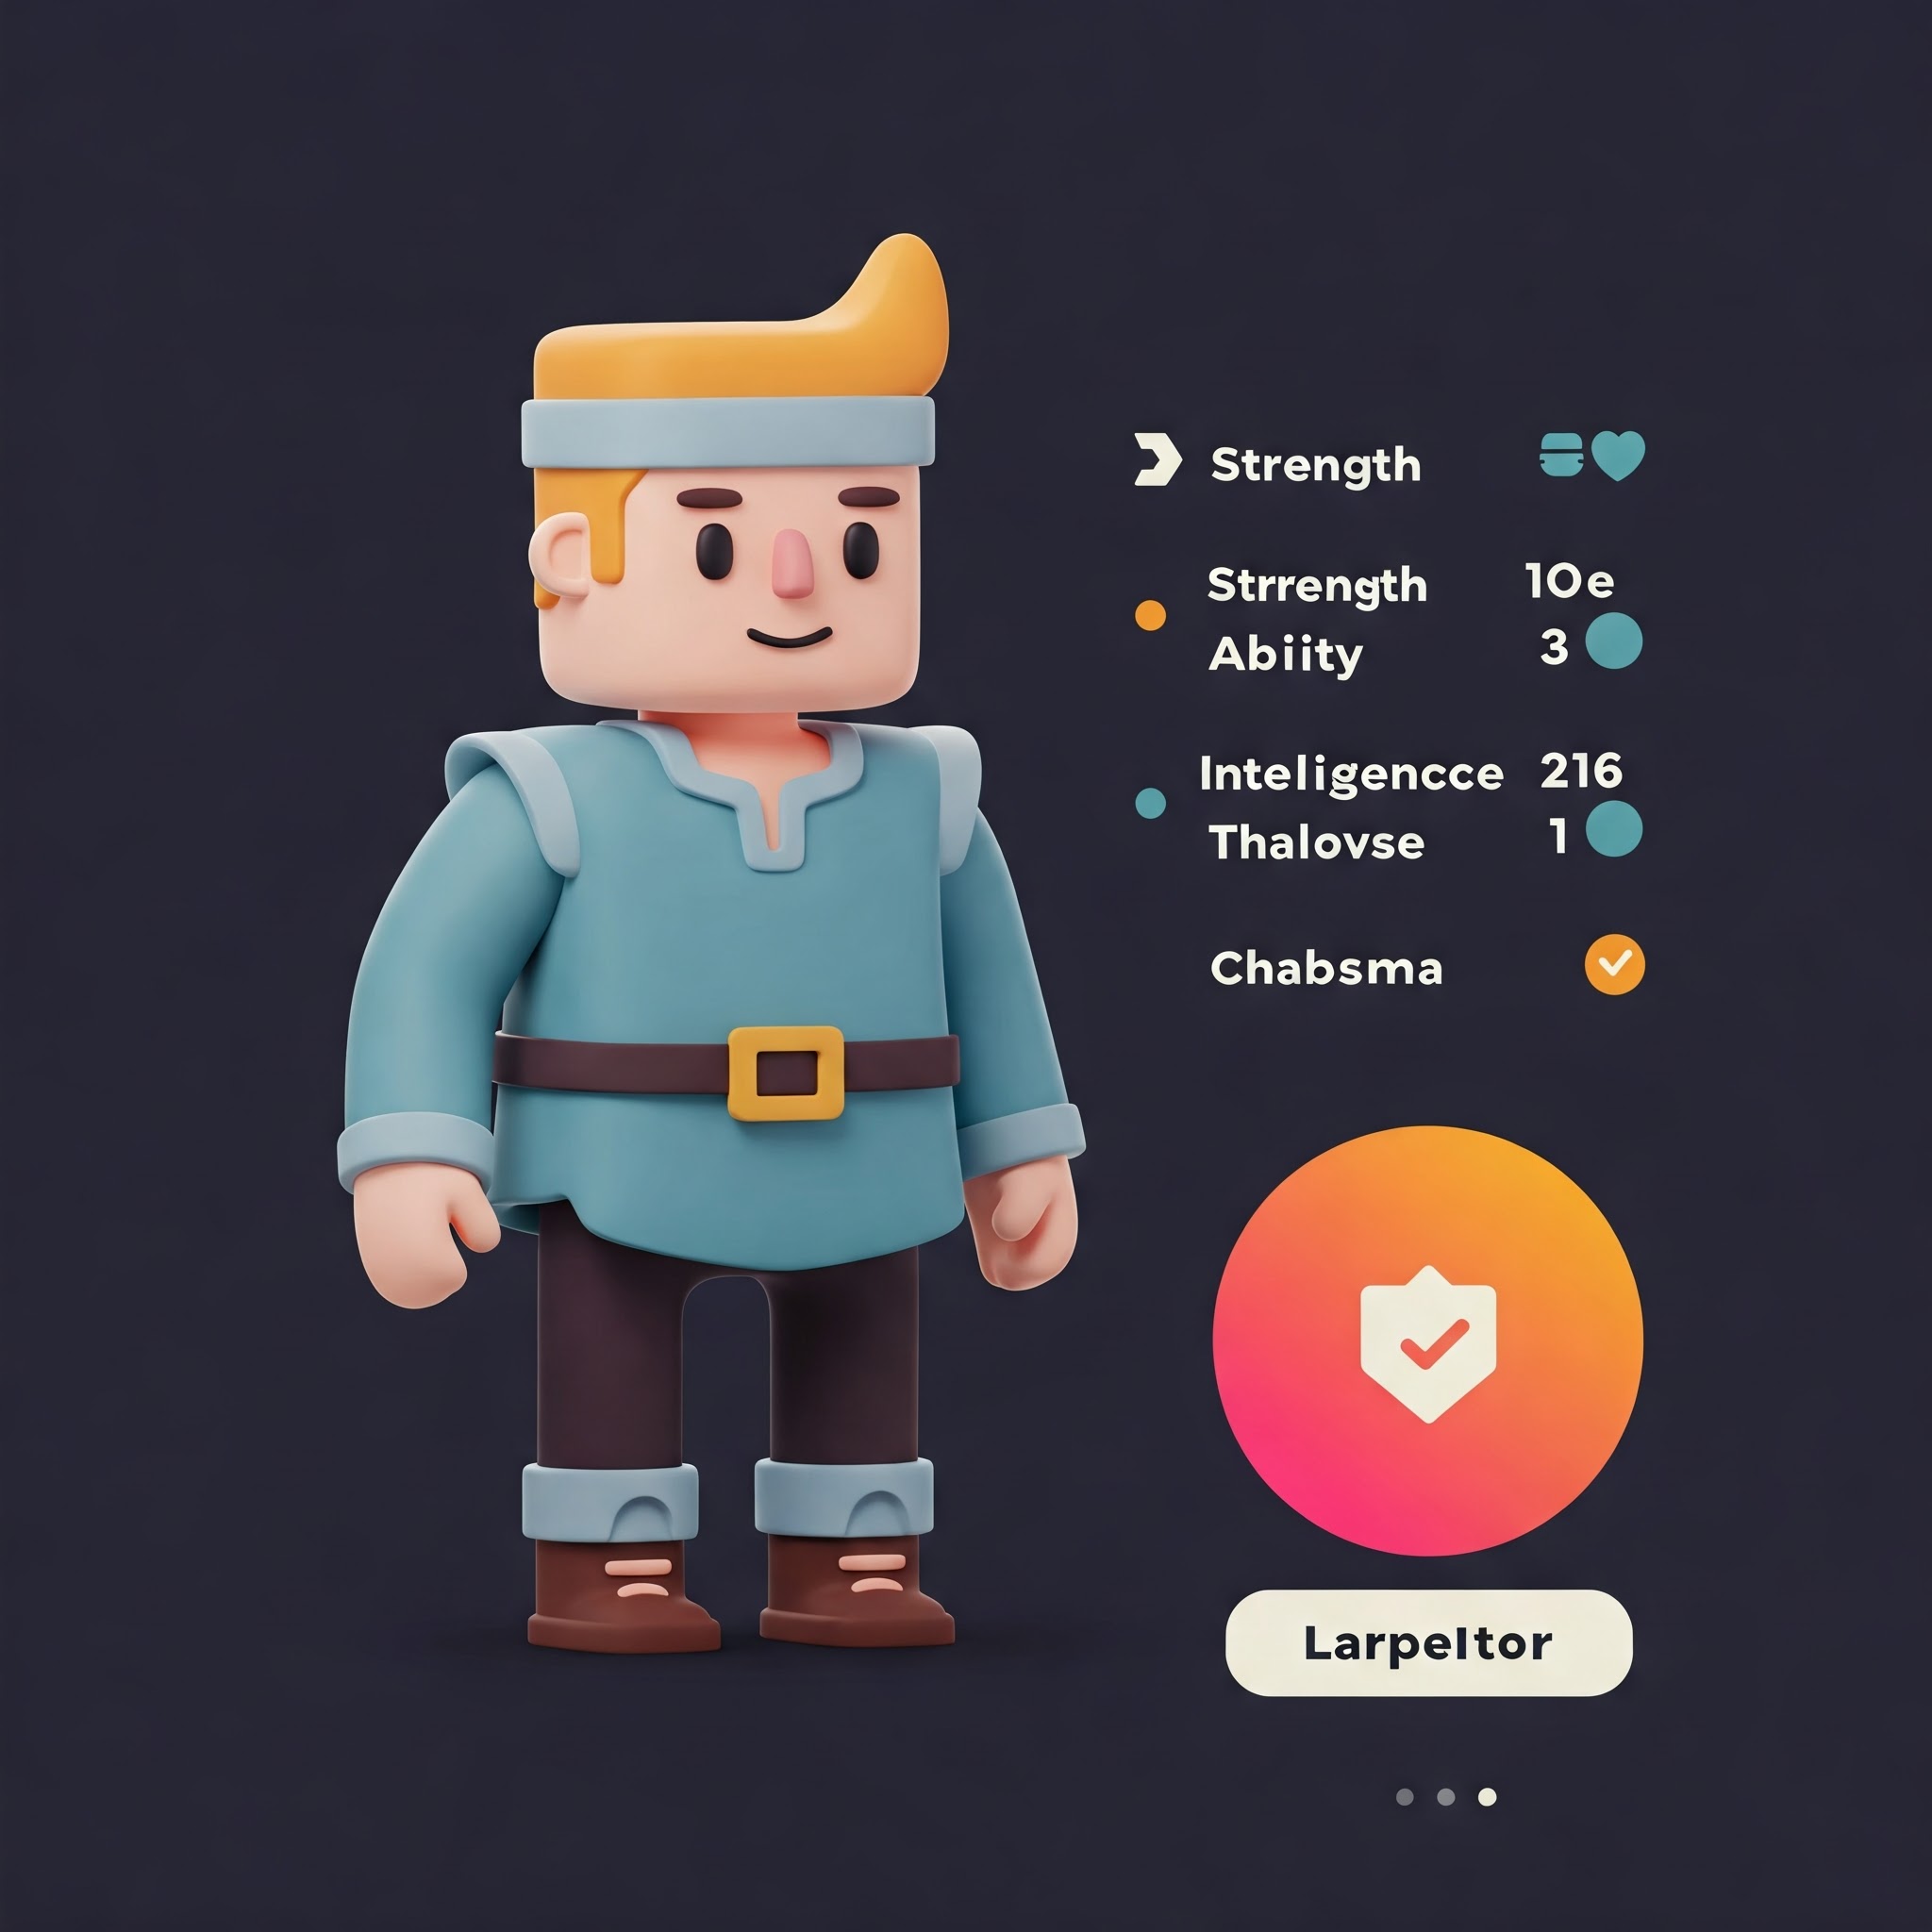 Strength
Strrength 10e
Abiity 3
Inteligencce 216
Thalovse 1
Chabsma
Larpeltor